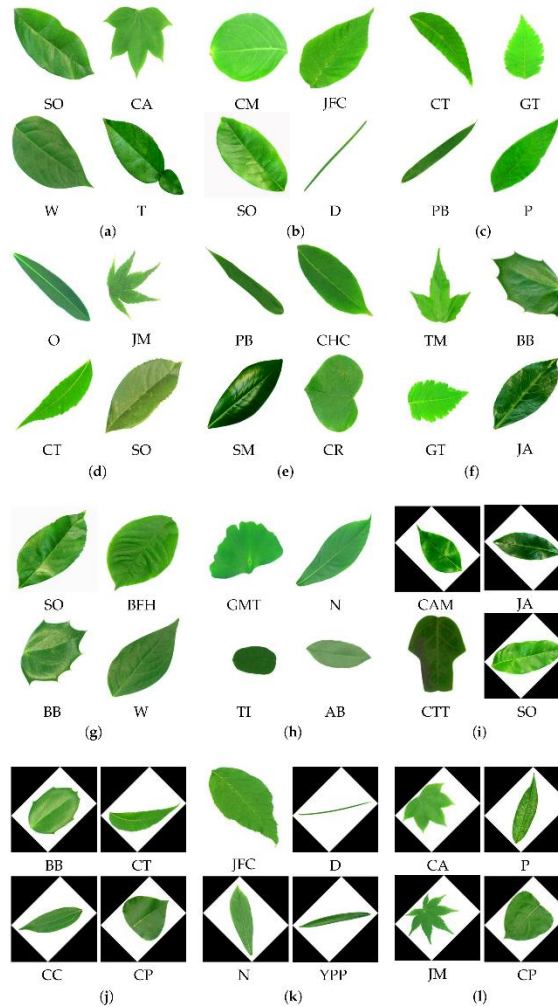 SO CA CM JFC CT GT
W T SO D PB P
(a) (b) (c)
O JM PB CHC TM BB
CT SO SM CR GT JA
(d) (e) (f)
SO BFH GMT N CAM JA
BB W TI AB CTT SO
(g) (h) (i)
BB CT JFC D CA P
CC CP N YPP JM CP
(j) (k) (l)